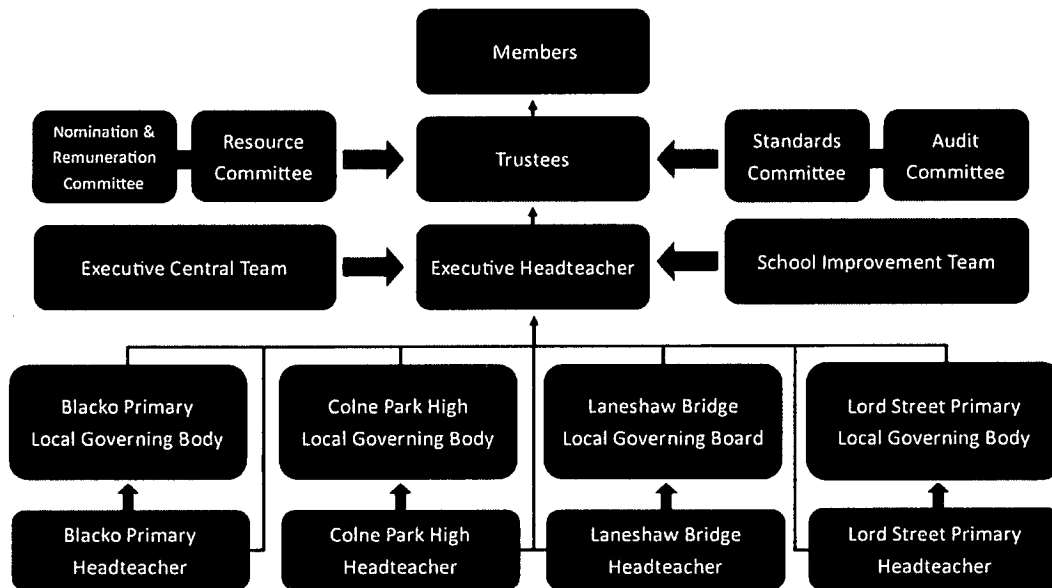 Members
Nomination &
Remuneration
Committee
Resource
Committee
Trustees
Standards
Committee
Audit
Committee
Executive Central Team
Executive Headteacher
School Improvement Team
Blacko Primary
Local Governing Body
Colne Park High
Local Governing Body
Laneshaw Bridge
Local Governing Board
Lord Street Primary
Local Governing Body
Blacko Primary
Headteacher
Colne Park High
Headteacher
Laneshaw Bridge
Headteacher
Lord Street Primary
Headteacher